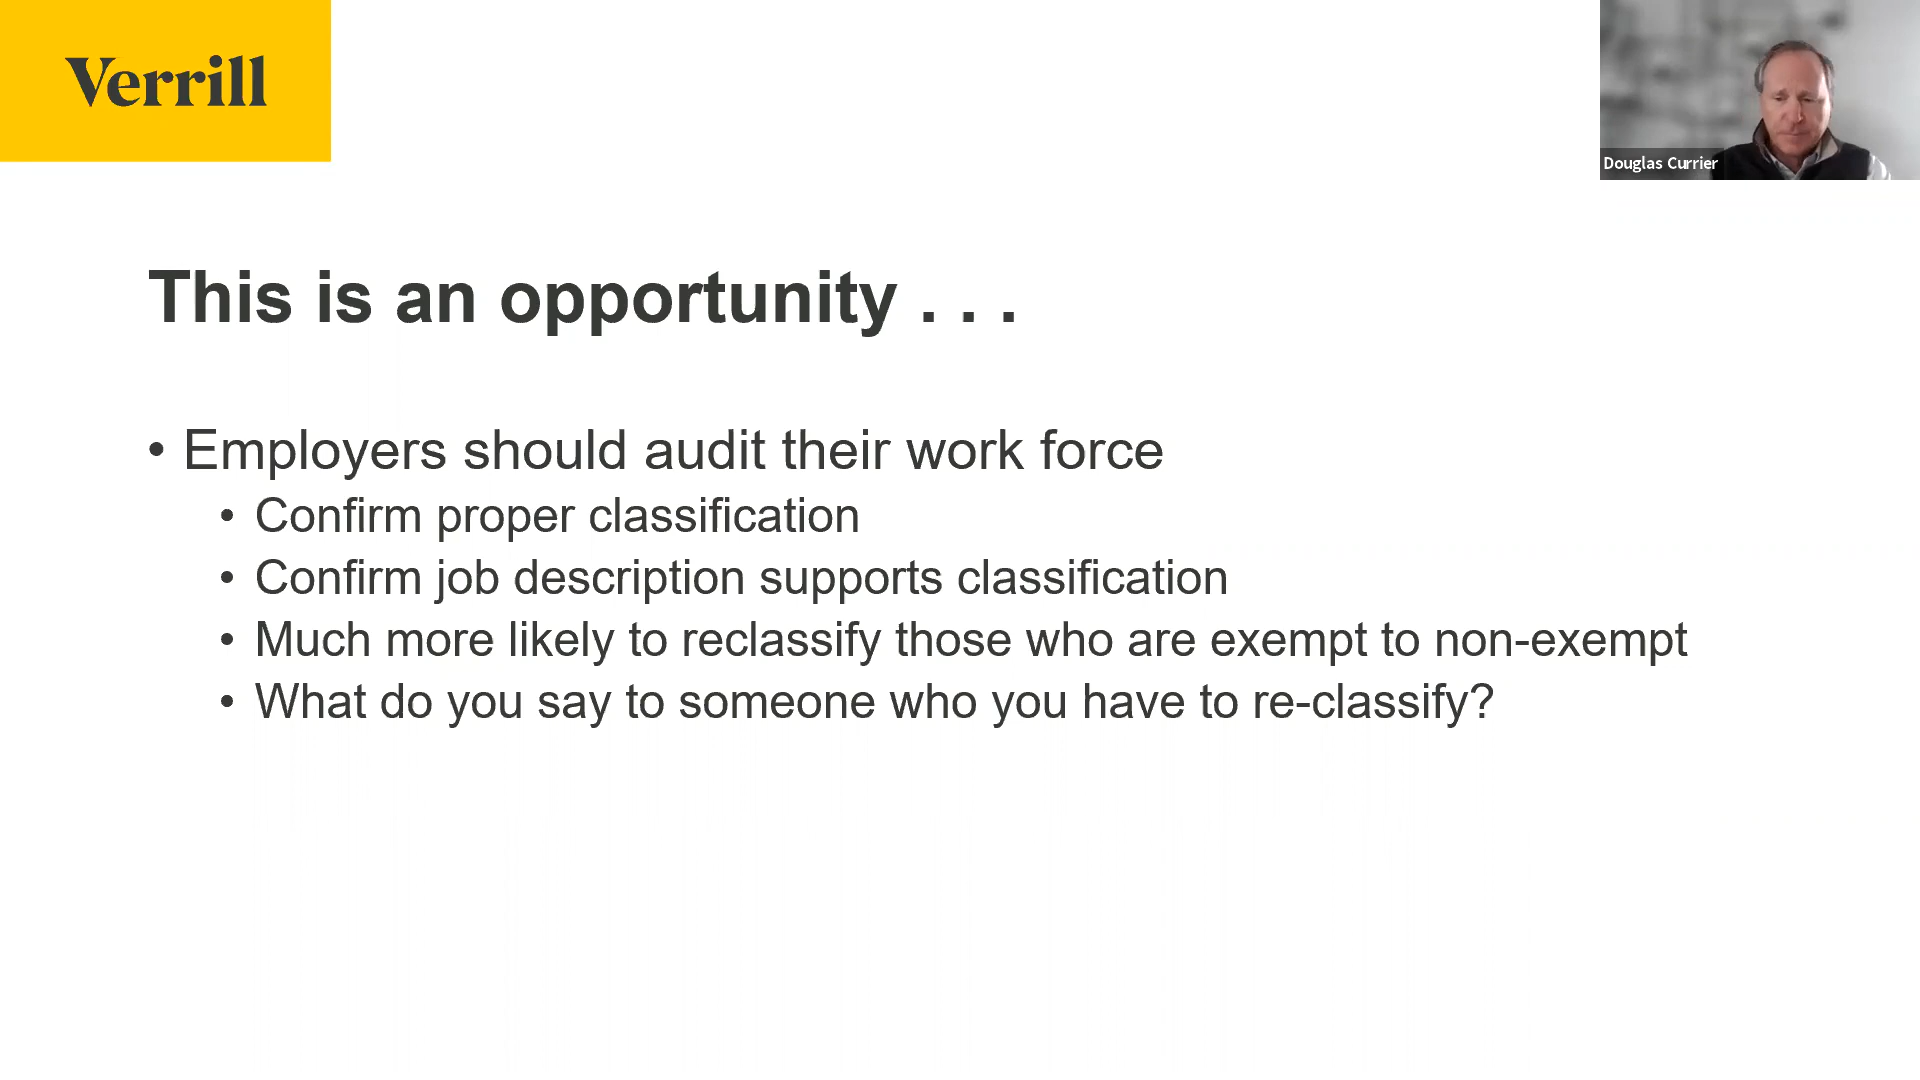 Verrill
Douglas Currier
This is an opportunity . . .
• Employers should audit their work force
• Confirm proper classification
• Confirm job description supports classification
• Much more likely to reclassify those who are exempt to non-exempt
• What do you say to someone who you have to re-classify?